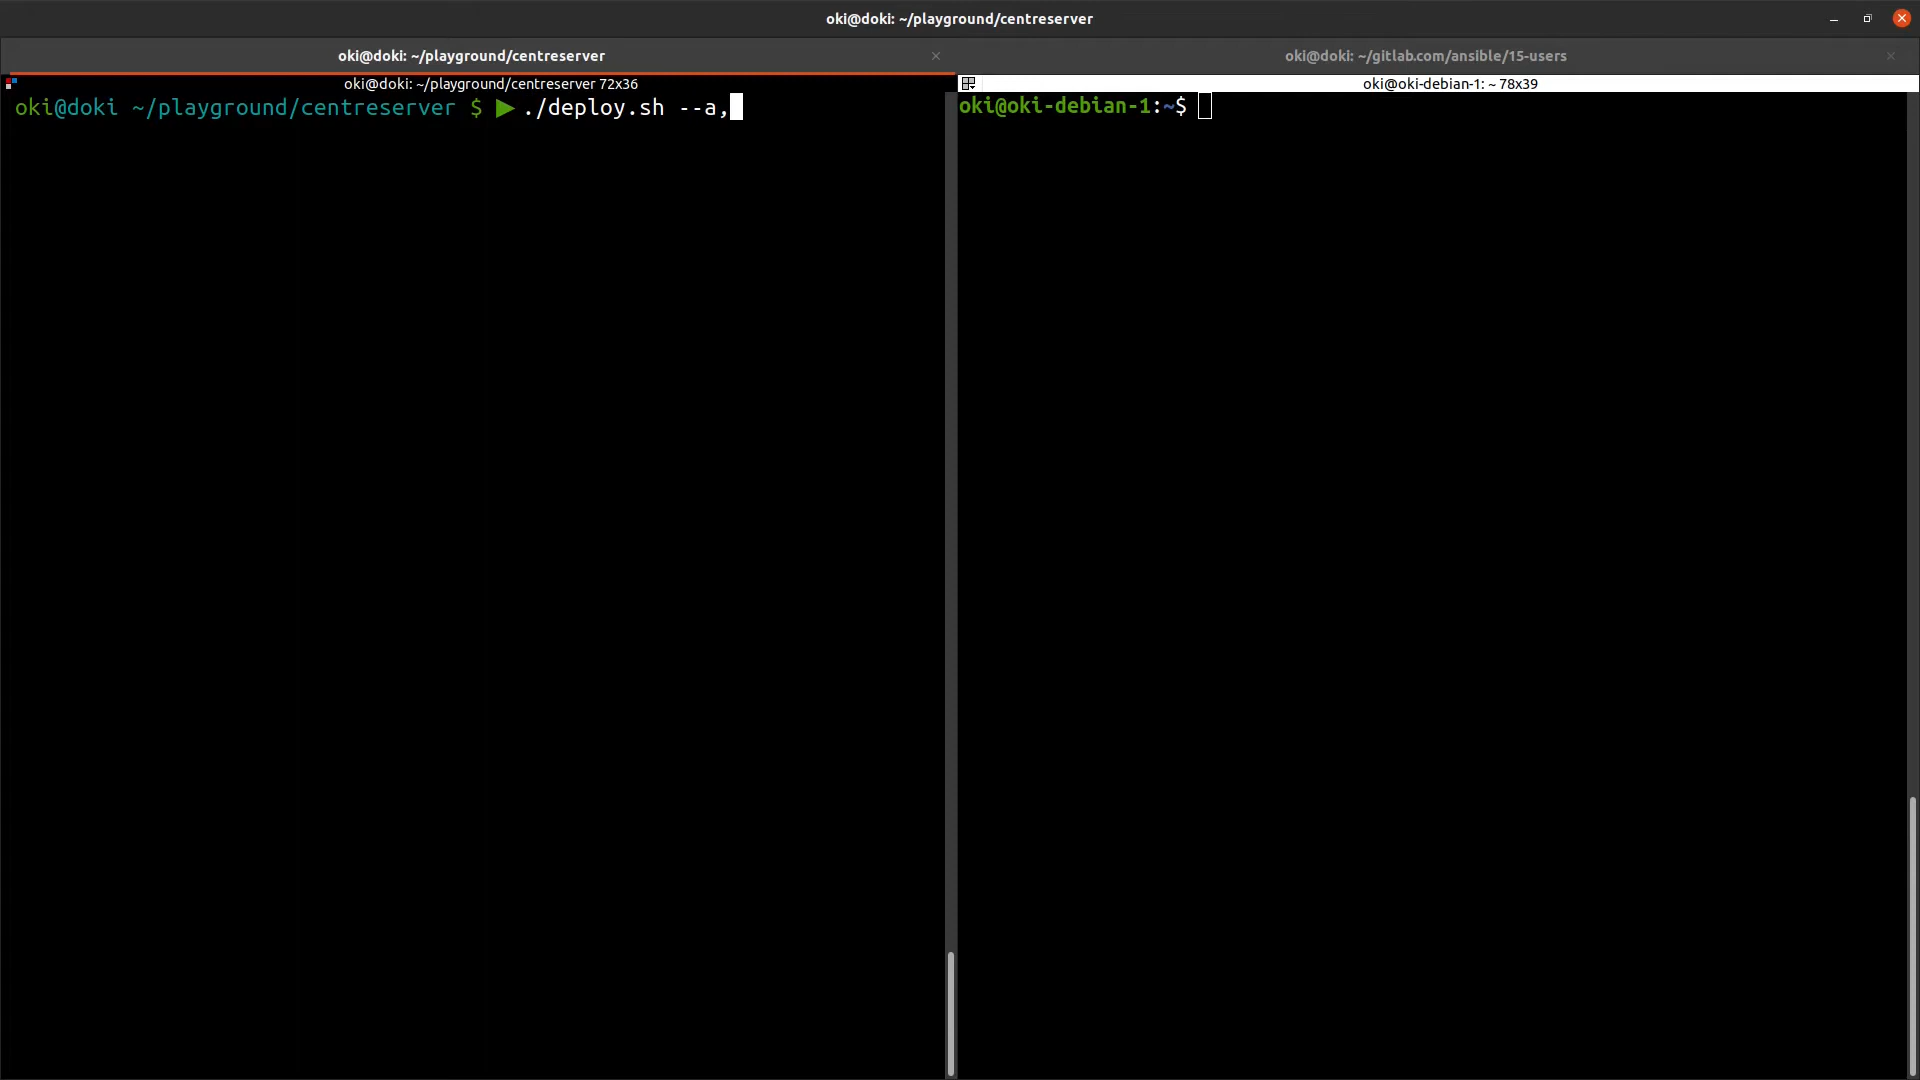 oki@doki: ~/playground/centreserver
oki@doki: ~/playground/centreserver
oki@doki: ~/gitlab.com/ansible/15-users
oki@doki: ~/playground/centreserver 72x36
oki@doki ~/playground/centreserver $ ▶ ./deploy.sh --a,
oki@oki-debian-1: ~ 78x39
oki@oki-debian-1:~$